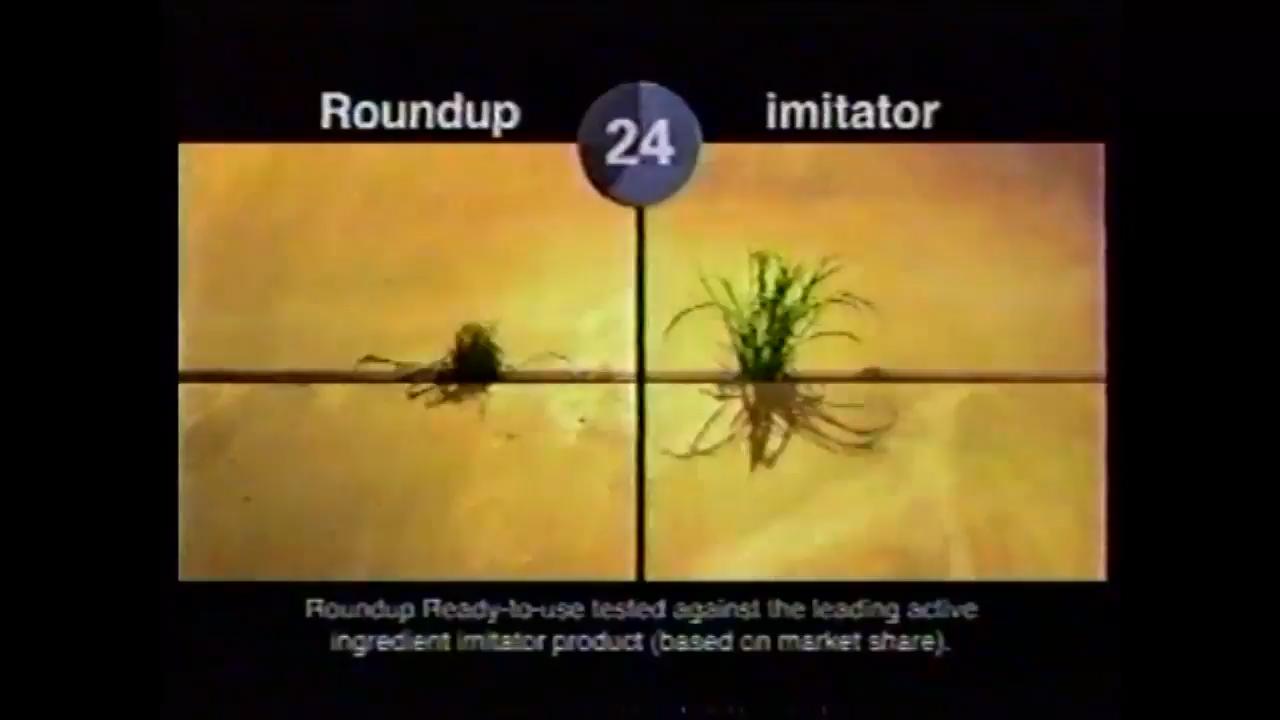 Roundup
24
imitator
Roundup Ready-to-use tested against the leading active
ingredient imitator product (based on market share).